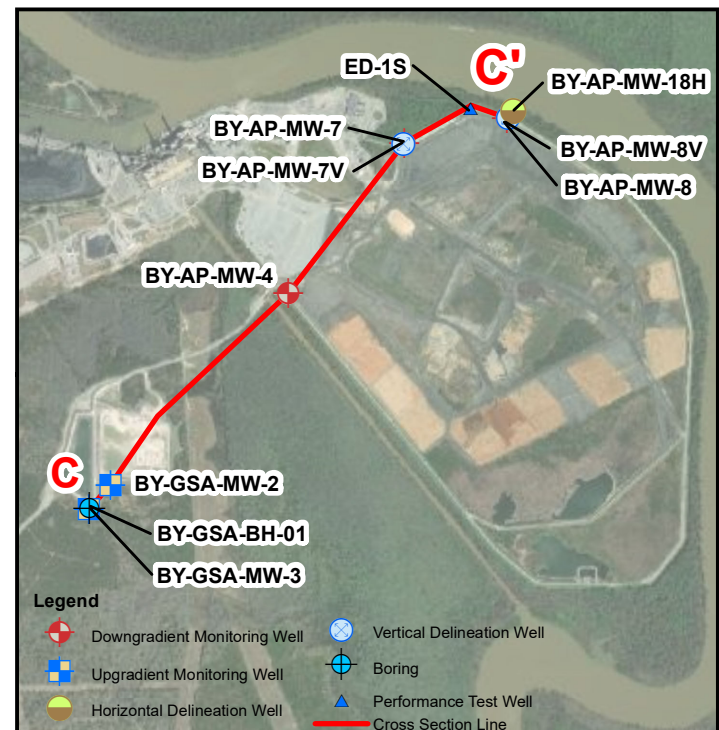 ED-1S
C'
BY-AP-MW-18H
BY-AP-MW-7
BY-AP-MW-7V
BY-AP-MW-8V
BY-AP-MW-8
BY-AP-MW-4
C
BY-GSA-MW-2
BY-GSA-BH-01
BY-GSA-MW-3
Legend
Downgradient Monitoring Well
Upgradient Monitoring Well
Horizontal Delineation Well
Vertical Delineation Well
Boring
Performance Test Well
Cross Section Line